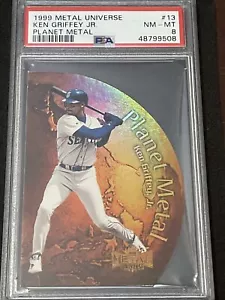 1999 METAL UNIVERSE #13
KEN GRIFFEY JR. NM - MT
PLANET METAL PSA 8
48799508
Planet Metal
Ken Griffey Jr.
SEA